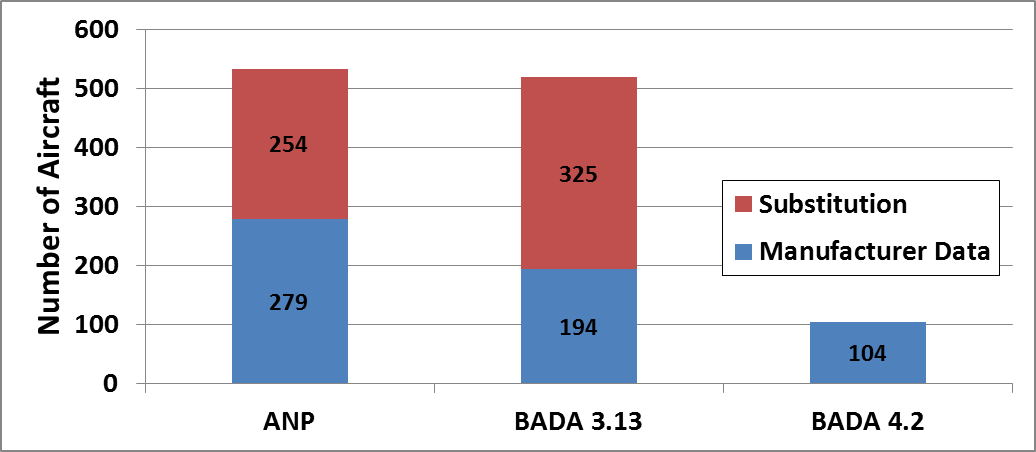 600
500
400
300
200
100
0
Number of Aircraft
254
279
325
194
104
Substitution
Manufacturer Data
ANP
BADA 3.13
BADA 4.2